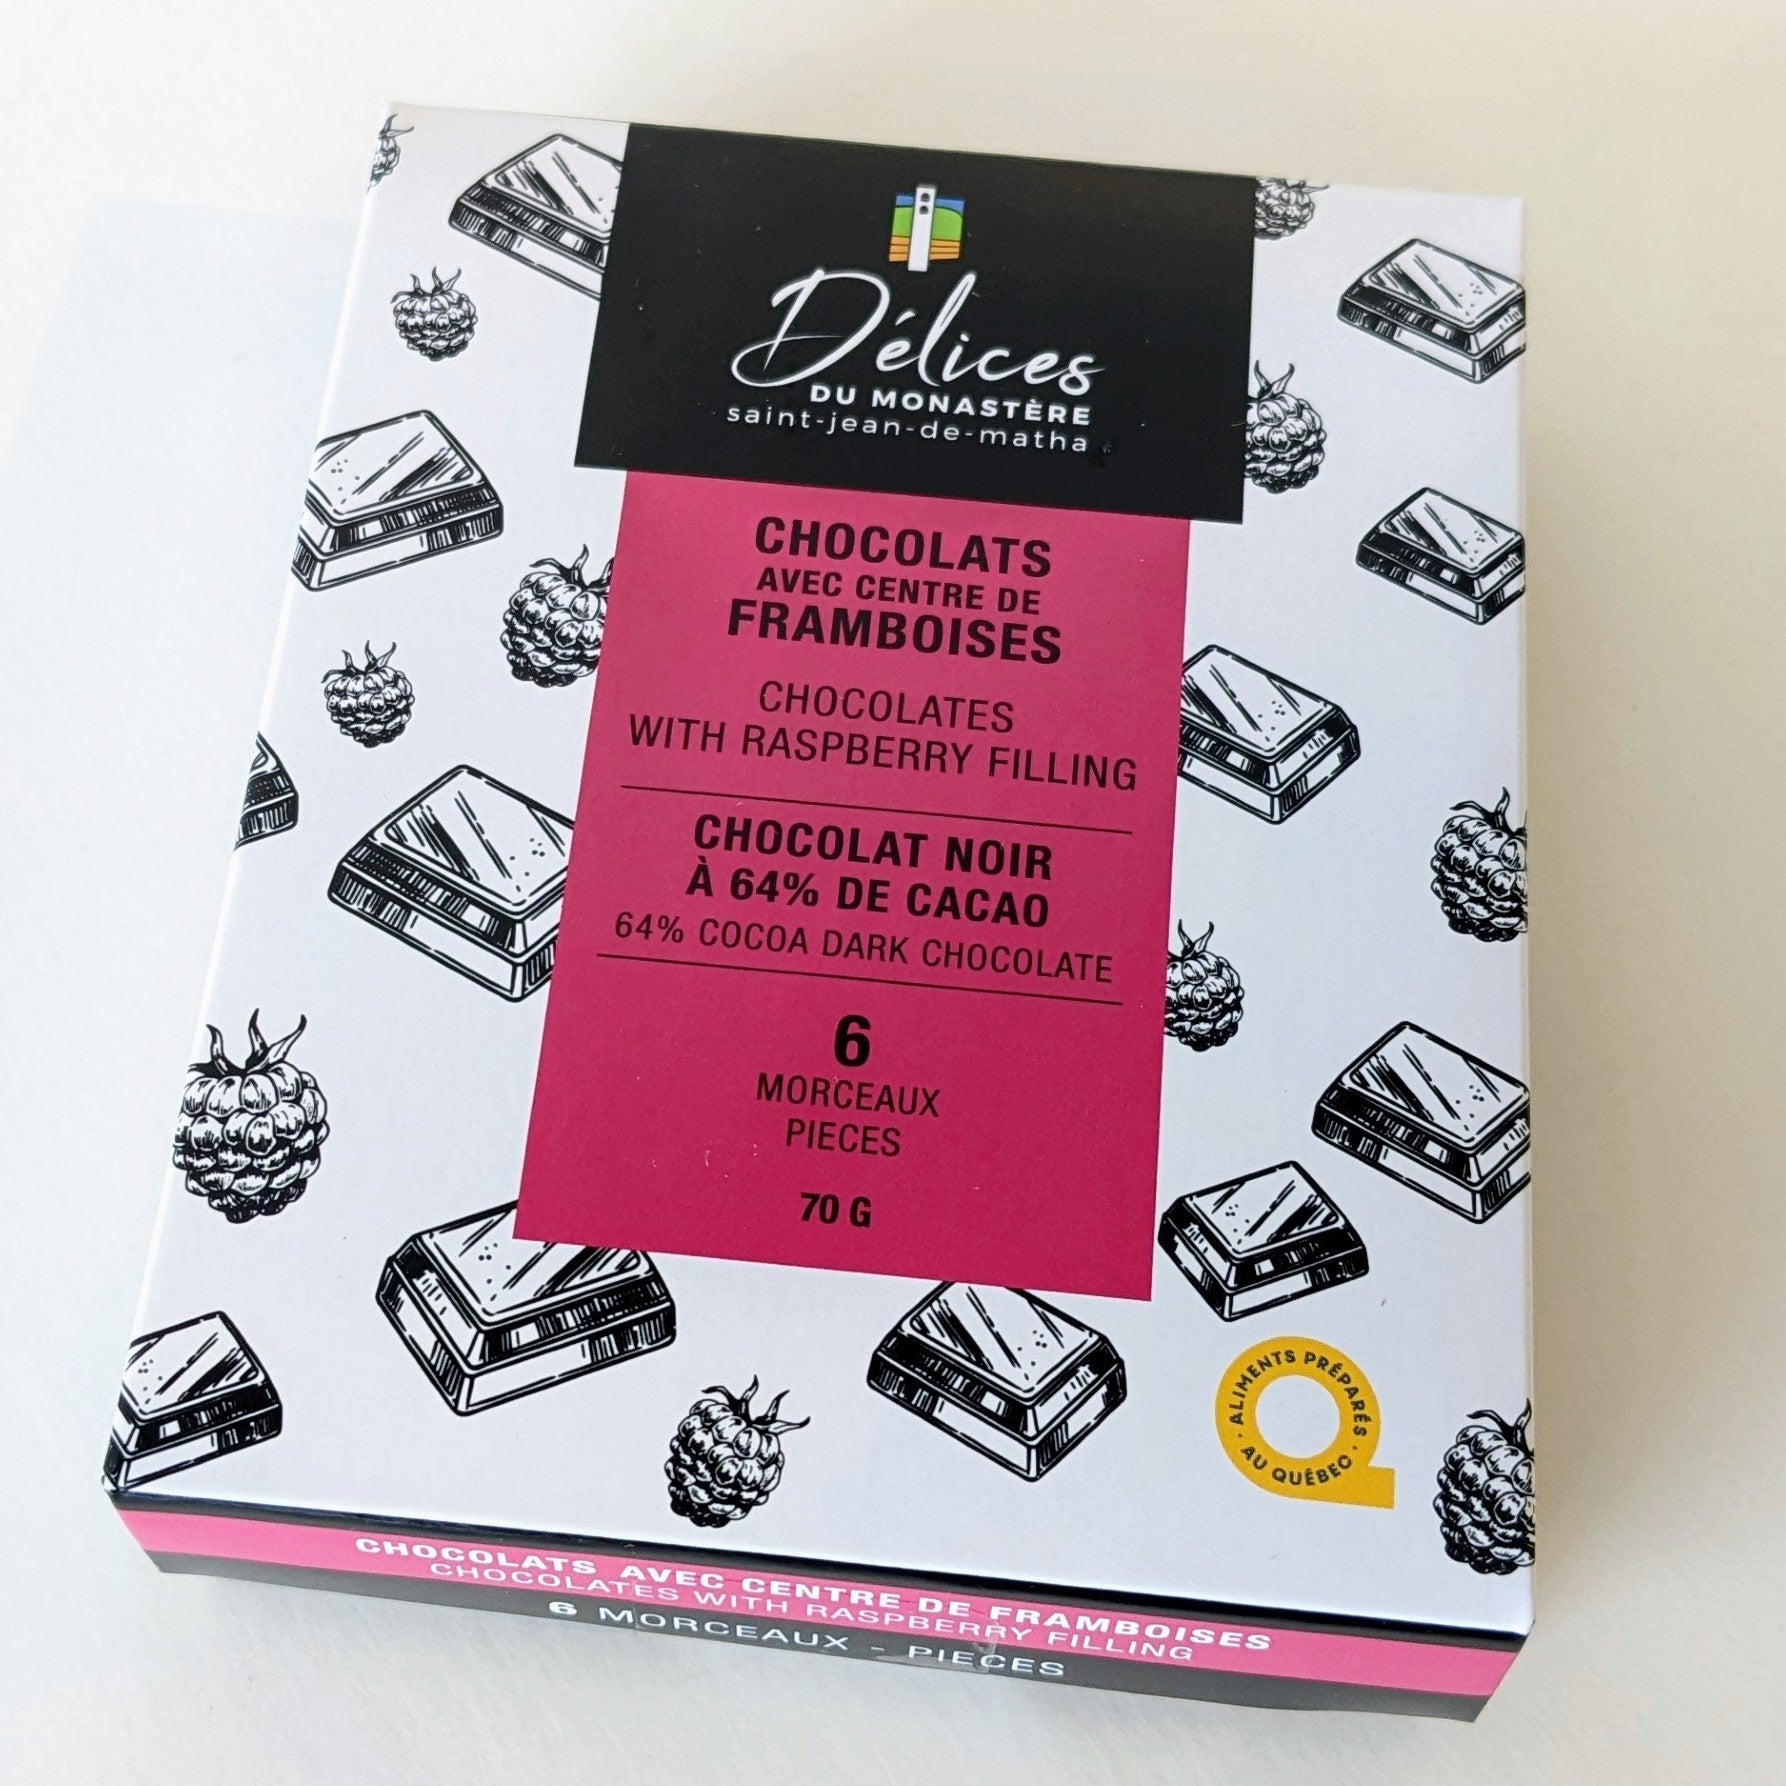 Délices
DU MONASTÈRE
saint-jean-de-matha
CHOCOLATS
AVEC CENTRE DE
FRAMBOISES
CHOCOLATES
WITH RASPBERRY FILLING
CHOCOLAT NOIR
À 64% DE CACAO
64% COCOA DARK CHOCOLATE
6
MORCEAUX
PIECES
70 G
ALIMENTS PRÉPARÉS
AU QUÉBEC
CHOCOLATS AVEC CENTRE DE FRAMBOISES
CHOCOLATES WITH RASPBERRY FILLING
6 MORCEAUX - PIECES